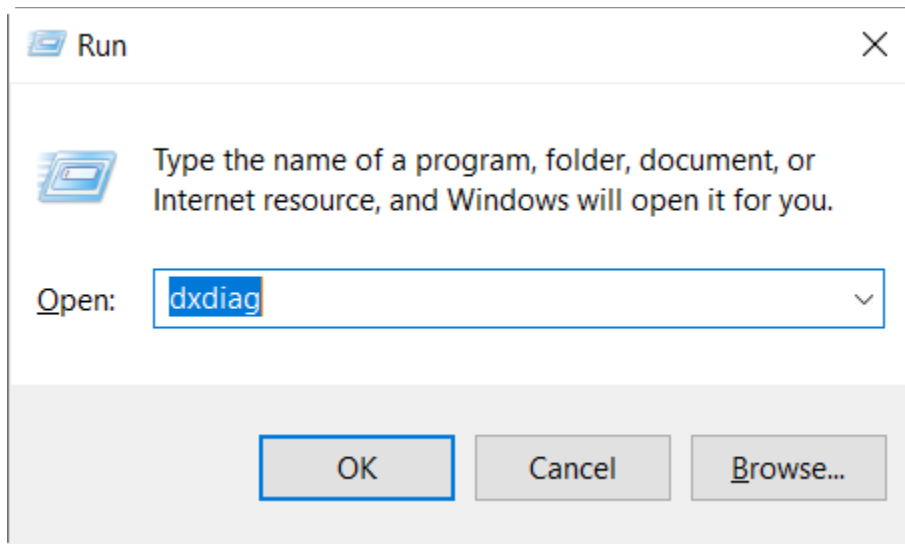 Run
Type the name of a program, folder, document, or
Internet resource, and Windows will open it for you.
Open: dxdiag
OK Cancel Browse...